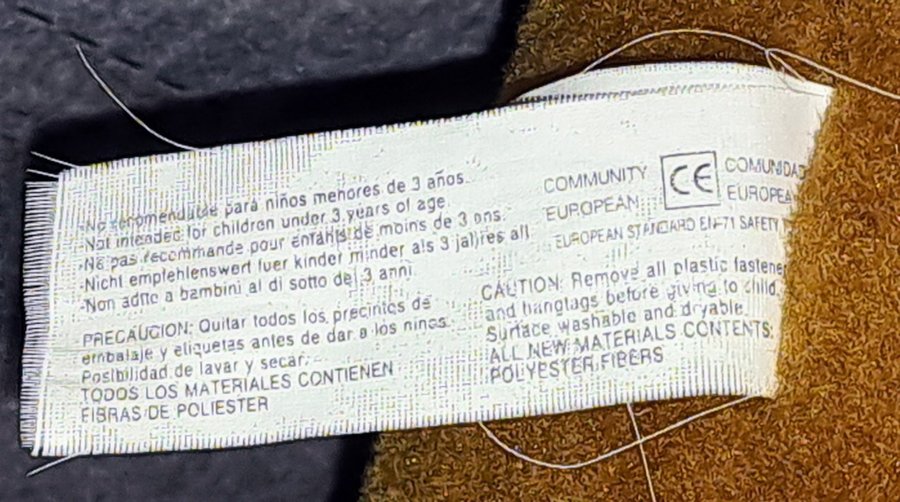 -No recomendable para niños menores de 3 años.
-Not intended for children under 3 years of age.
-Ne pas recommande pour enfants de moins de 3 ans.
-Nicht emplehlenswert fuer kinder minder als 3 jahres alt
-Non adtto a bambini al di sotto del 3 anni
PRECAUCION: Quitar todos los precintos de
embalaje y eliquetas antes de dar a los ninos.
Posibilidad de lavar y secar.
TODOS LOS MATERIALES CONTIENEN
FIBRAS DE POLIESTER
COMMUNITY CE COMUNIDAD
EUROPEAN EUROPEA
EUROPEAN STANDARD EN-71 SAFETY
CAUTION: Remove all plastic fastener
and hangtags before giving to child.
Surface washable and dryable.
ALL NEW MATERIALS CONTENTS:
POLYESTER FIBERS